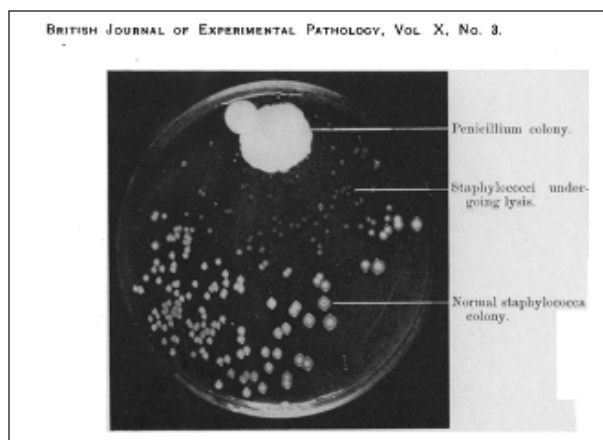 BRITISH JOURNAL OF EXPERIMENTAL PATHOLOGY, VOL X, NO. 3.
Penicillium colony.
Staphylococci under-
going lysis.
Normal staphylococca
colony.